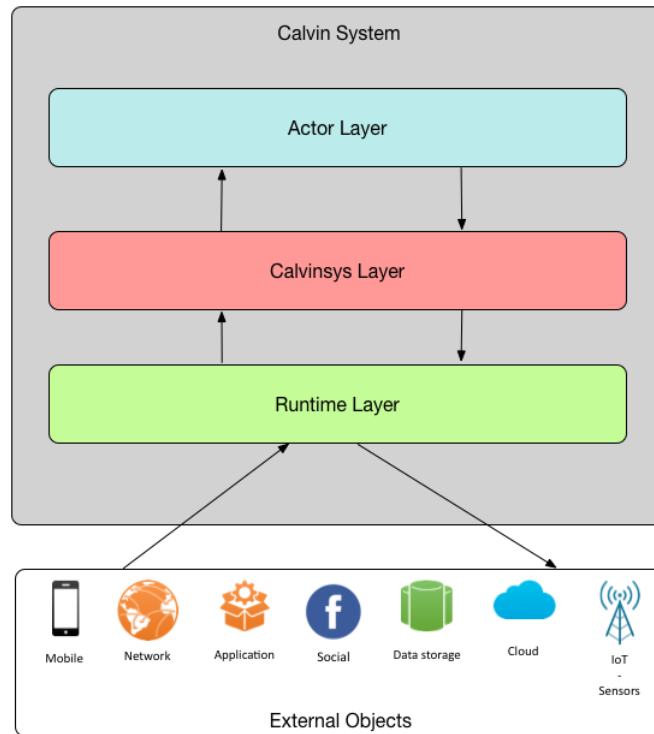 Calvin System
Actor Layer
Calvinsys Layer
Runtime Layer
Mobile
Network
Application
Social
Data storage
Cloud
IoT
-
Sensors
External Objects